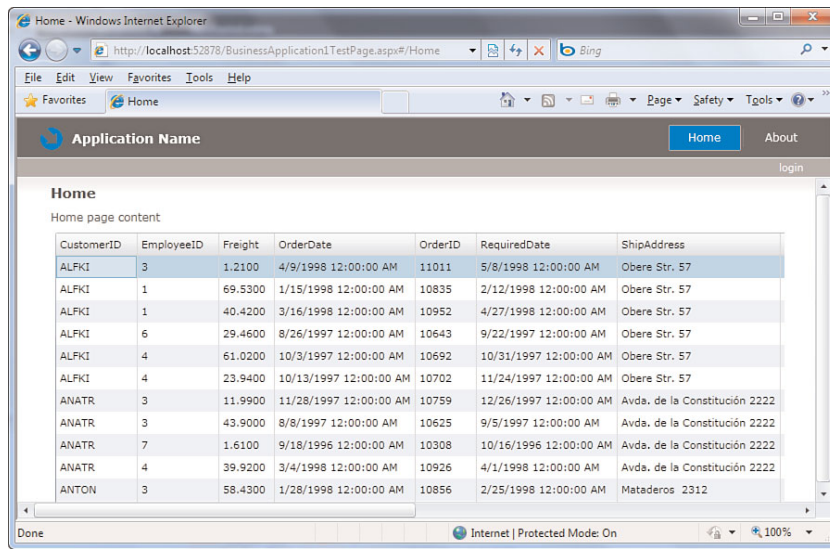 Home - Windows Internet Explorer
http://localhost:52878/BusinessApplication1TestPage.aspx#/Home Bing
File Edit View Favorites Tools Help
Favorites Home Page Safety Tools
Application Name Home About
login
Home
Home page content
CustomerID EmployeeID Freight OrderDate OrderID RequiredDate ShipAddress
ALFKI 3 1.2100 4/9/1998 12:00:00 AM 11011 5/8/1998 12:00:00 AM Obere Str. 57
ALFKI 1 69.5300 1/15/1998 12:00:00 AM 10835 2/12/1998 12:00:00 AM Obere Str. 57
ALFKI 1 40.4200 3/16/1998 12:00:00 AM 10952 4/27/1998 12:00:00 AM Obere Str. 57
ALFKI 6 29.4600 8/26/1997 12:00:00 AM 10643 9/22/1997 12:00:00 AM Obere Str. 57
ALFKI 4 61.0200 10/3/1997 12:00:00 AM 10692 10/31/1997 12:00:00 AM Obere Str. 57
ALFKI 4 23.9400 10/13/1997 12:00:00 AM 10702 11/24/1997 12:00:00 AM Obere Str. 57
ANATR 3 11.9900 11/28/1997 12:00:00 AM 10759 12/26/1997 12:00:00 AM Avda. de la Constitución 2222
ANATR 3 43.9000 8/8/1997 12:00:00 AM 10625 9/5/1997 12:00:00 AM Avda. de la Constitución 2222
ANATR 7 1.6100 9/18/1996 12:00:00 AM 10308 10/16/1996 12:00:00 AM Avda. de la Constitución 2222
ANATR 4 39.9200 3/4/1998 12:00:00 AM 10926 4/1/1998 12:00:00 AM Avda. de la Constitución 2222
ANTON 3 58.4300 1/28/1998 12:00:00 AM 10856 2/25/1998 12:00:00 AM Mataderos 2312
Done Internet | Protected Mode: On 100%